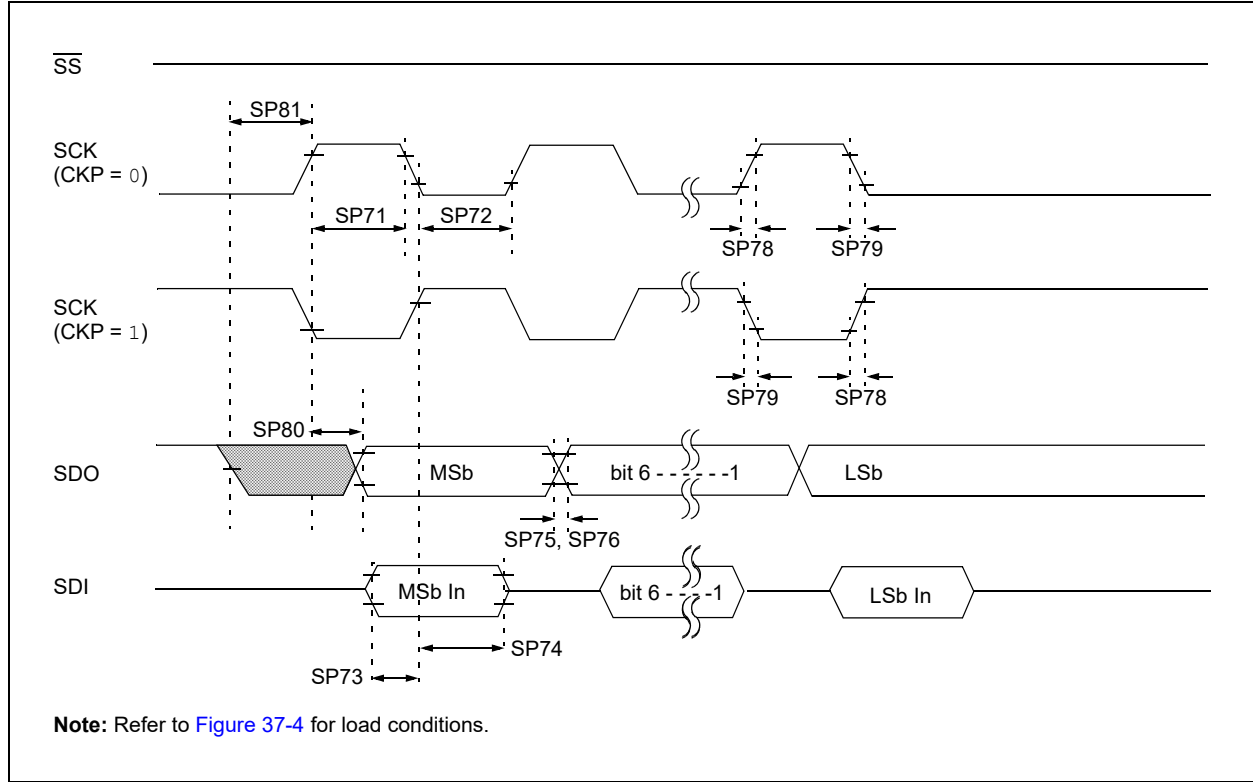 SS
SP81
SCK
(CKP = 0)
SP71
SP72
SP78
SP79
SCK
(CKP = 1)
SP79
SP78
SP80
SDO
MSb
bit 6 - - - - - - -1
LSb
SP75, SP76
SDI
MSb In
bit 6 - - - -1
LSb In
SP74
SP73
Note: Refer to Figure 37-4 for load conditions.